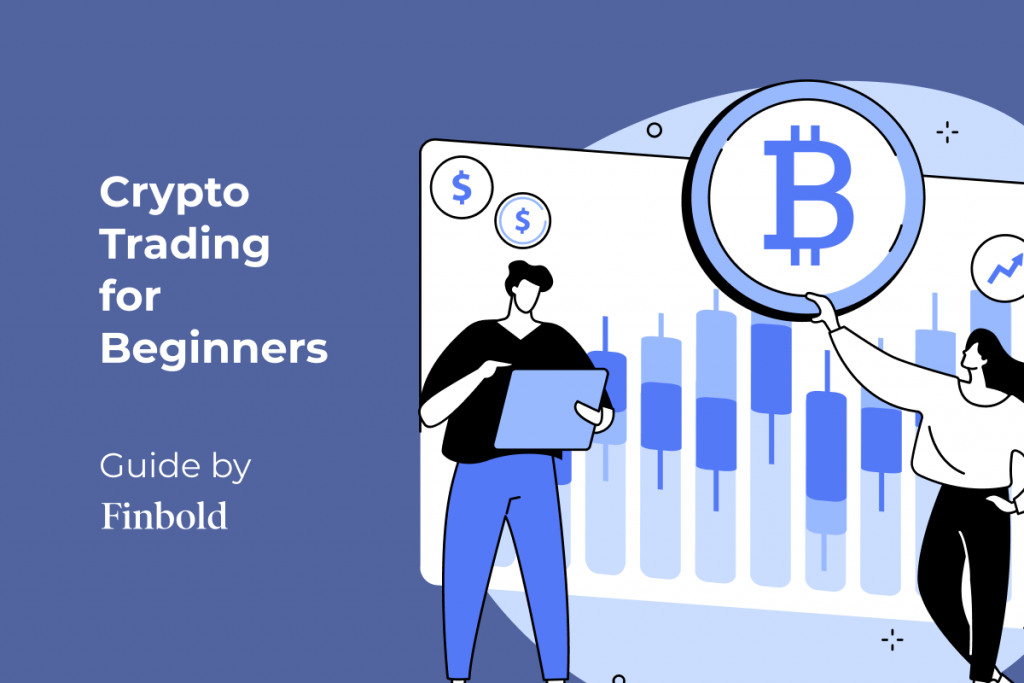 Crypto
Trading
for
Beginners
Guide by
Finbold
$
$
₿